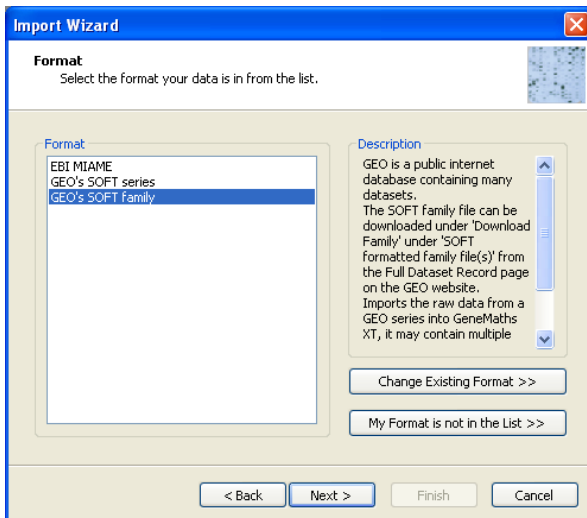 Import Wizard
Format
Select the format your data is in from the list.
Format
EBI MIAME
GEO's SOFT series
GEO's SOFT family
Description
GEO is a public internet
database containing many
datasets.
The SOFT family file can be
downloaded under 'Download
Family' under 'SOFT
formatted family file(s)' from
the Full Dataset Record page
on the GEO website.
Imports the raw data from a
GEO series into GeneMaths
XT, it may contain multiple
Change Existing Format >>
My Format is not in the List >>
< Back
Next >
Finish
Cancel